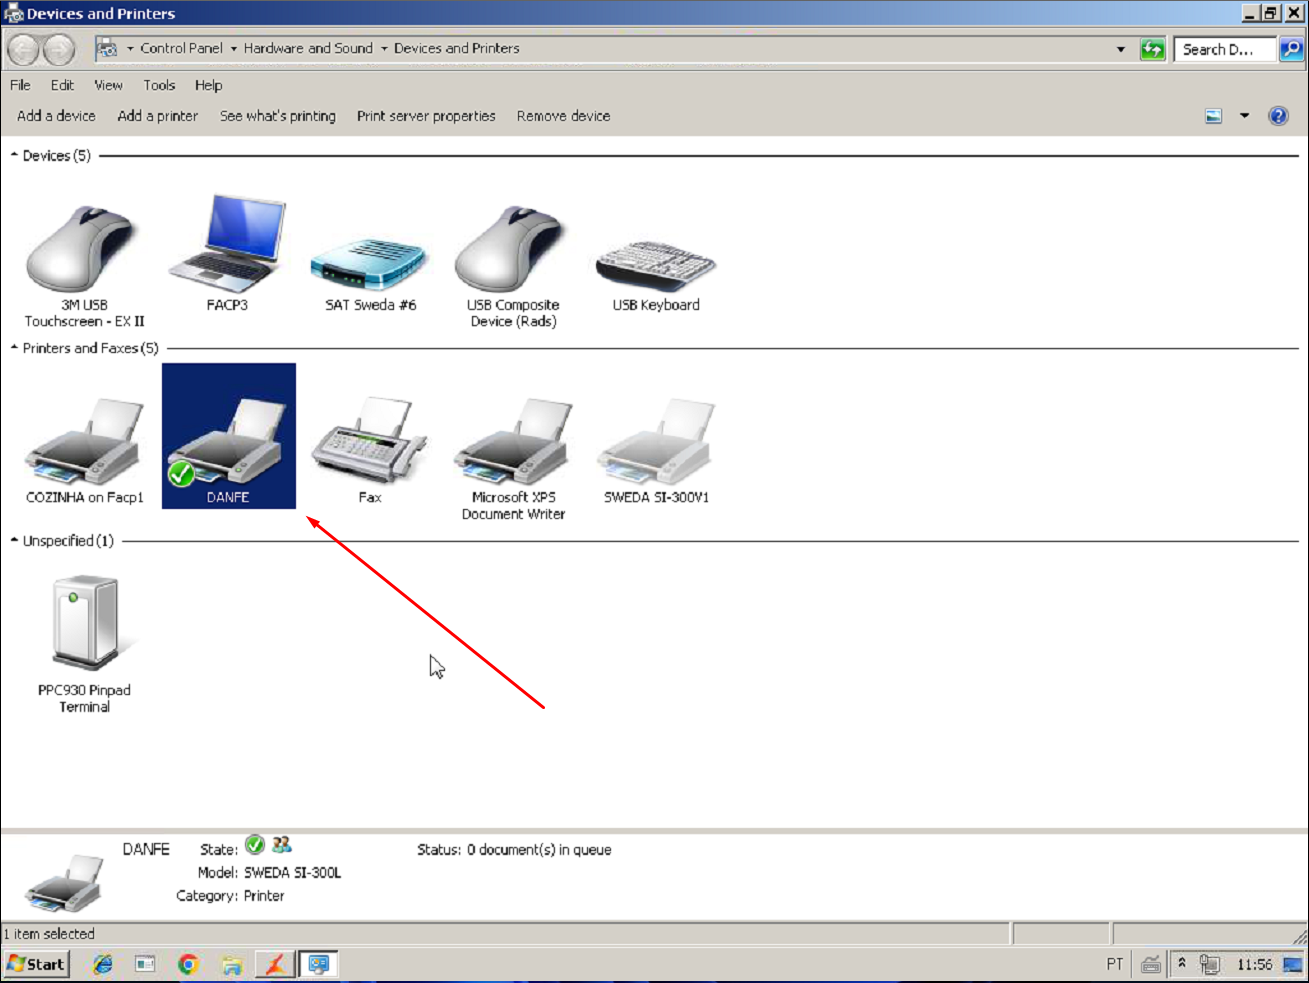 Devices and Printers
Control Panel Hardware and Sound Devices and Printers Search D...
File Edit View Tools Help
Add a device Add a printer See what's printing Print server properties Remove device
Devices (5)
3M USB
Touchscreen - EX II
FACP3
SAT Sweda #6
USB Composite
Device (Rads)
USB Keyboard
Printers and Faxes (5)
COZINHA on Facp1
DANFE
Fax
Microsoft XPS
Document Writer
SWEDA SI-300V1
Unspecified (1)
PPC930 Pinpad
Terminal
DANFE State: Status: 0 document(s) in queue
Model: SWEDA SI-300L
Category: Printer
1 item selected
Start PT 11:56